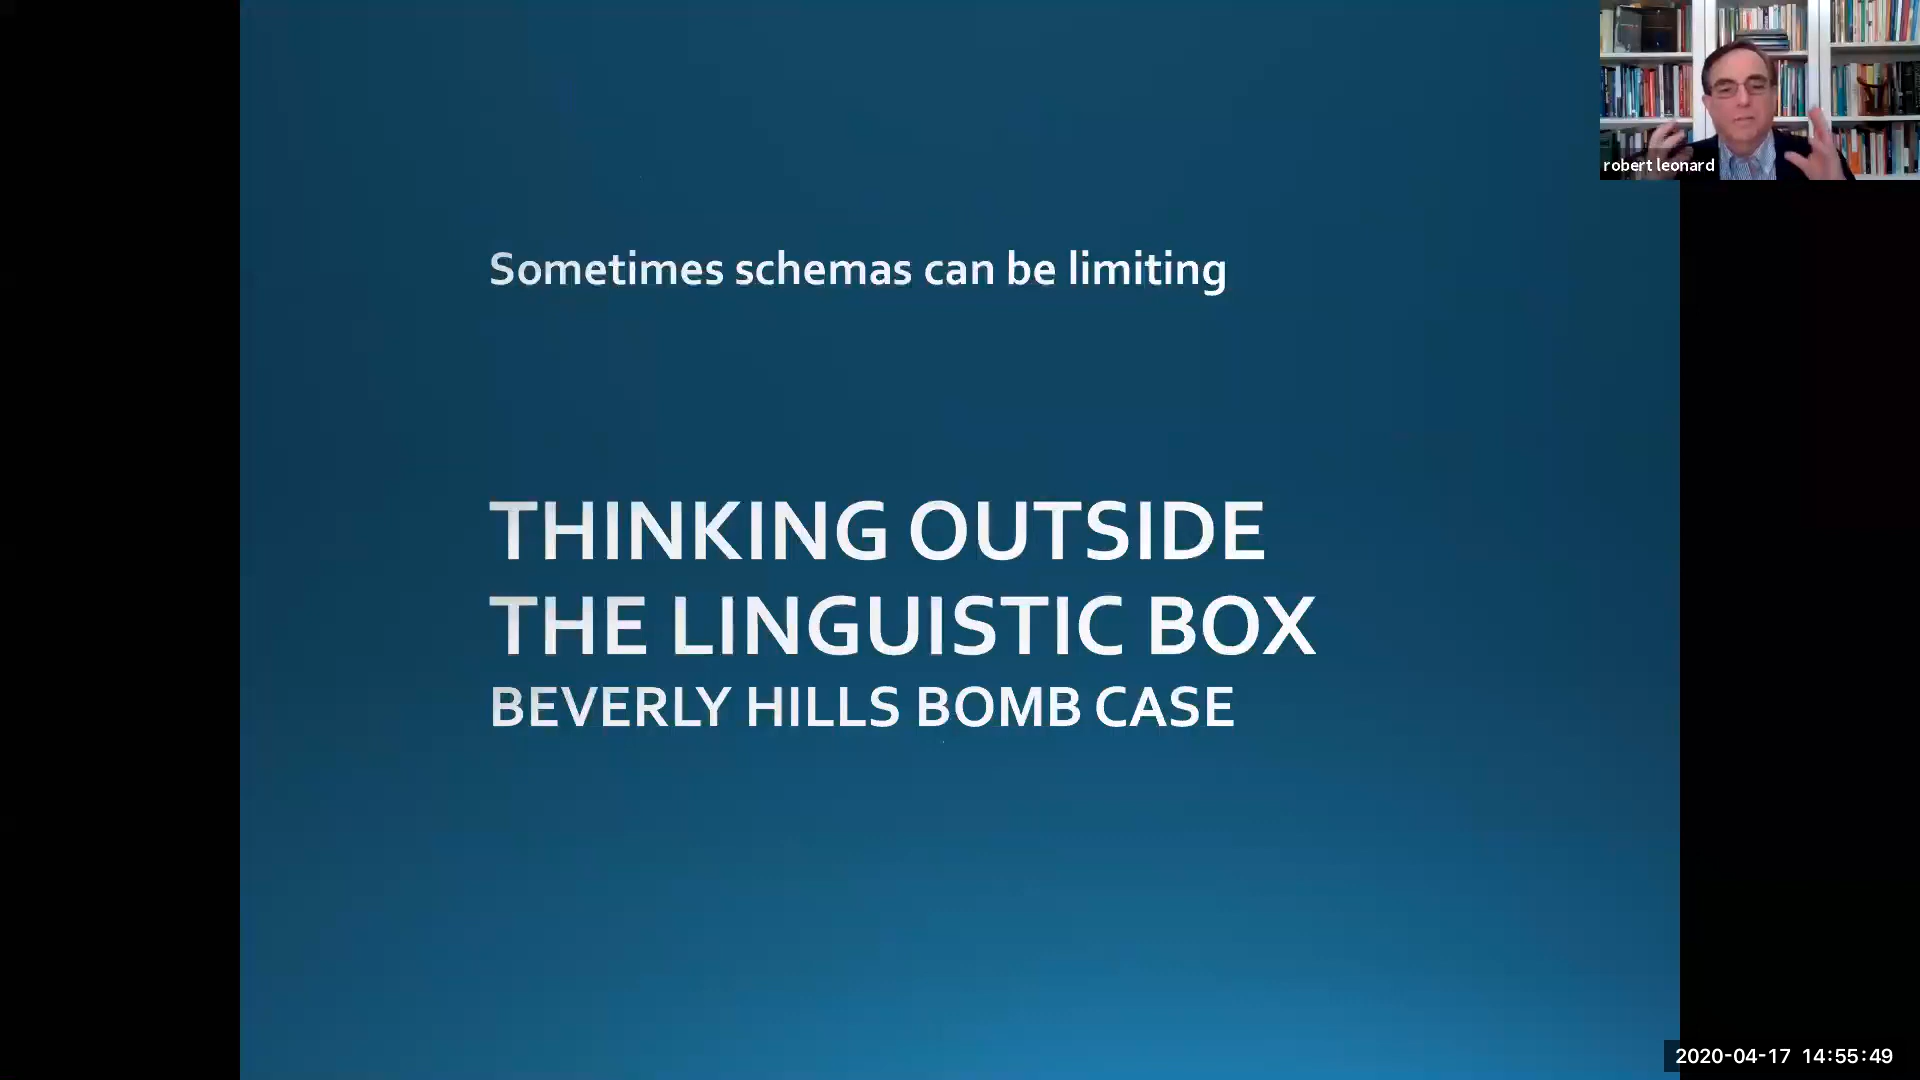 robert leonard
Sometimes schemas can be limiting
THINKING OUTSIDE
THE LINGUISTIC BOX
BEVERLY HILLS BOMB CASE
2020-04-17 14:55:49